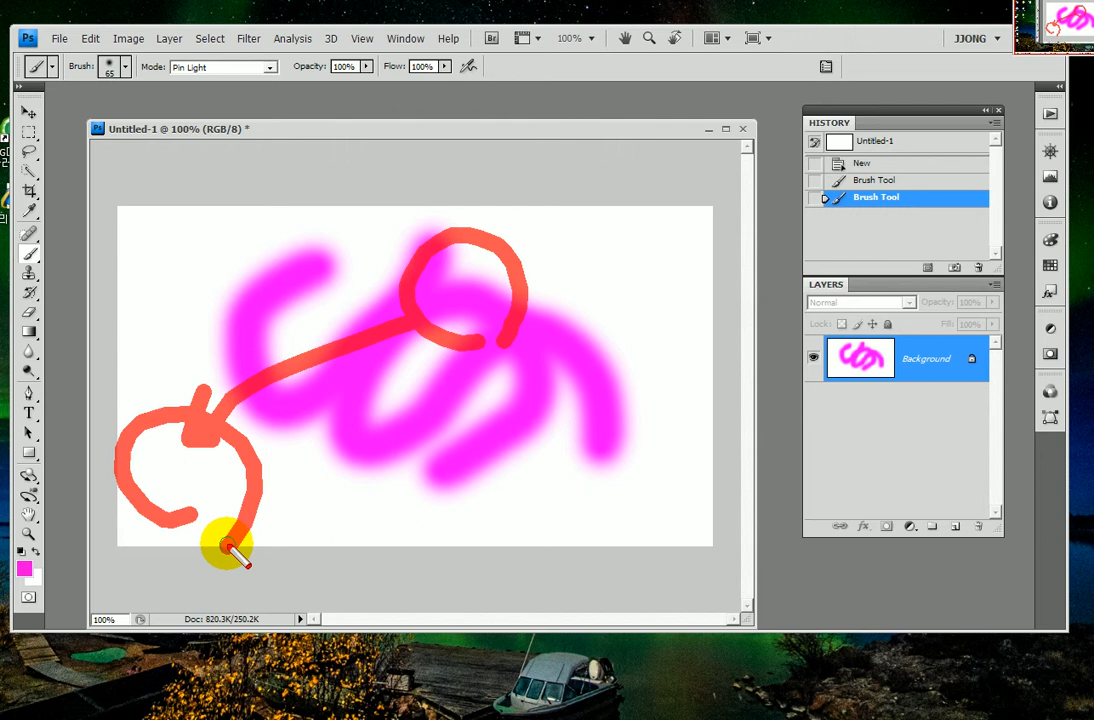 Ps File Edit Image Layer Select Filter Analysis 3D View Window Help Br 100% JJONG
Brush: 65 Mode: Pin Light Opacity: 100% Flow: 100%
Ps Untitled-1 @ 100% (RGB/8) *
HISTORY
Untitled-1
New
Brush Tool
Brush Tool
LAYERS
Normal Opacity: 100%
Lock: Fill: 100%
Background
T
100% Doc: 820.3K/250.2K